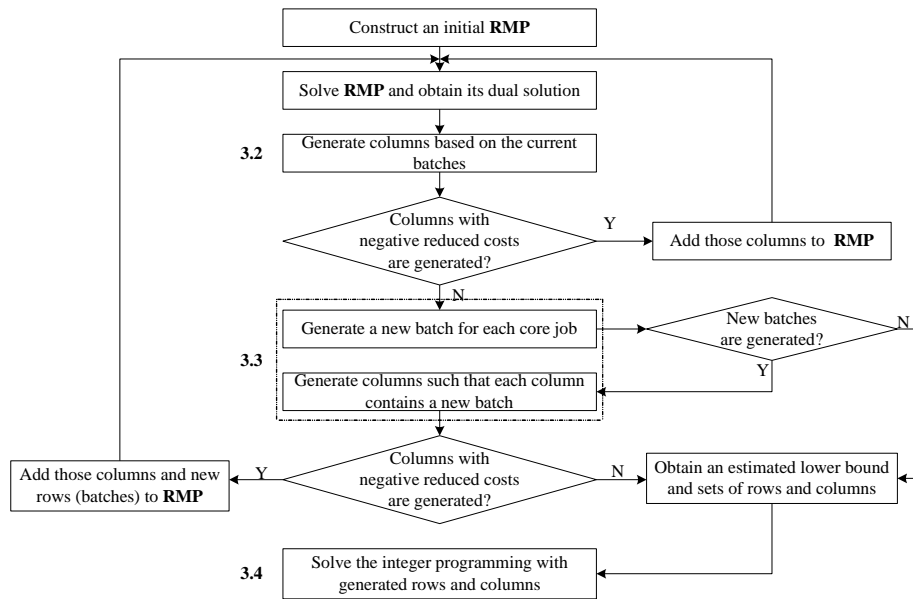 Construct an initial RMP
Solve RMP and obtain its dual solution
3.2
Generate columns based on the current
batches
Columns with
negative reduced costs
are generated?
Y
Add those columns to RMP
N
Generate a new batch for each core job
New batches
are generated?
N
3.3
Y
Generate columns such that each column
contains a new batch
Add those columns and new
rows (batches) to RMP
Y
Columns with
negative reduced costs
are generated?
N
Obtain an estimated lower bound
and sets of rows and columns
3.4
Solve the integer programming with
generated rows and columns